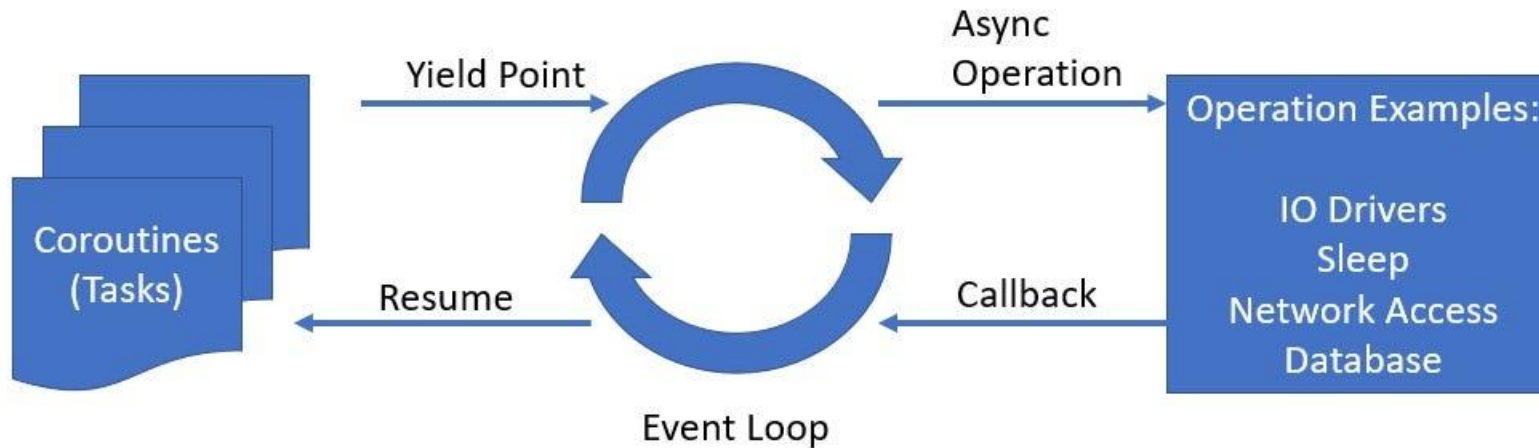 Coroutines
(Tasks)
Yield Point
Resume
Event Loop
Async
Operation
Callback
Operation Examples:
IO Drivers
Sleep
Network Access
Database